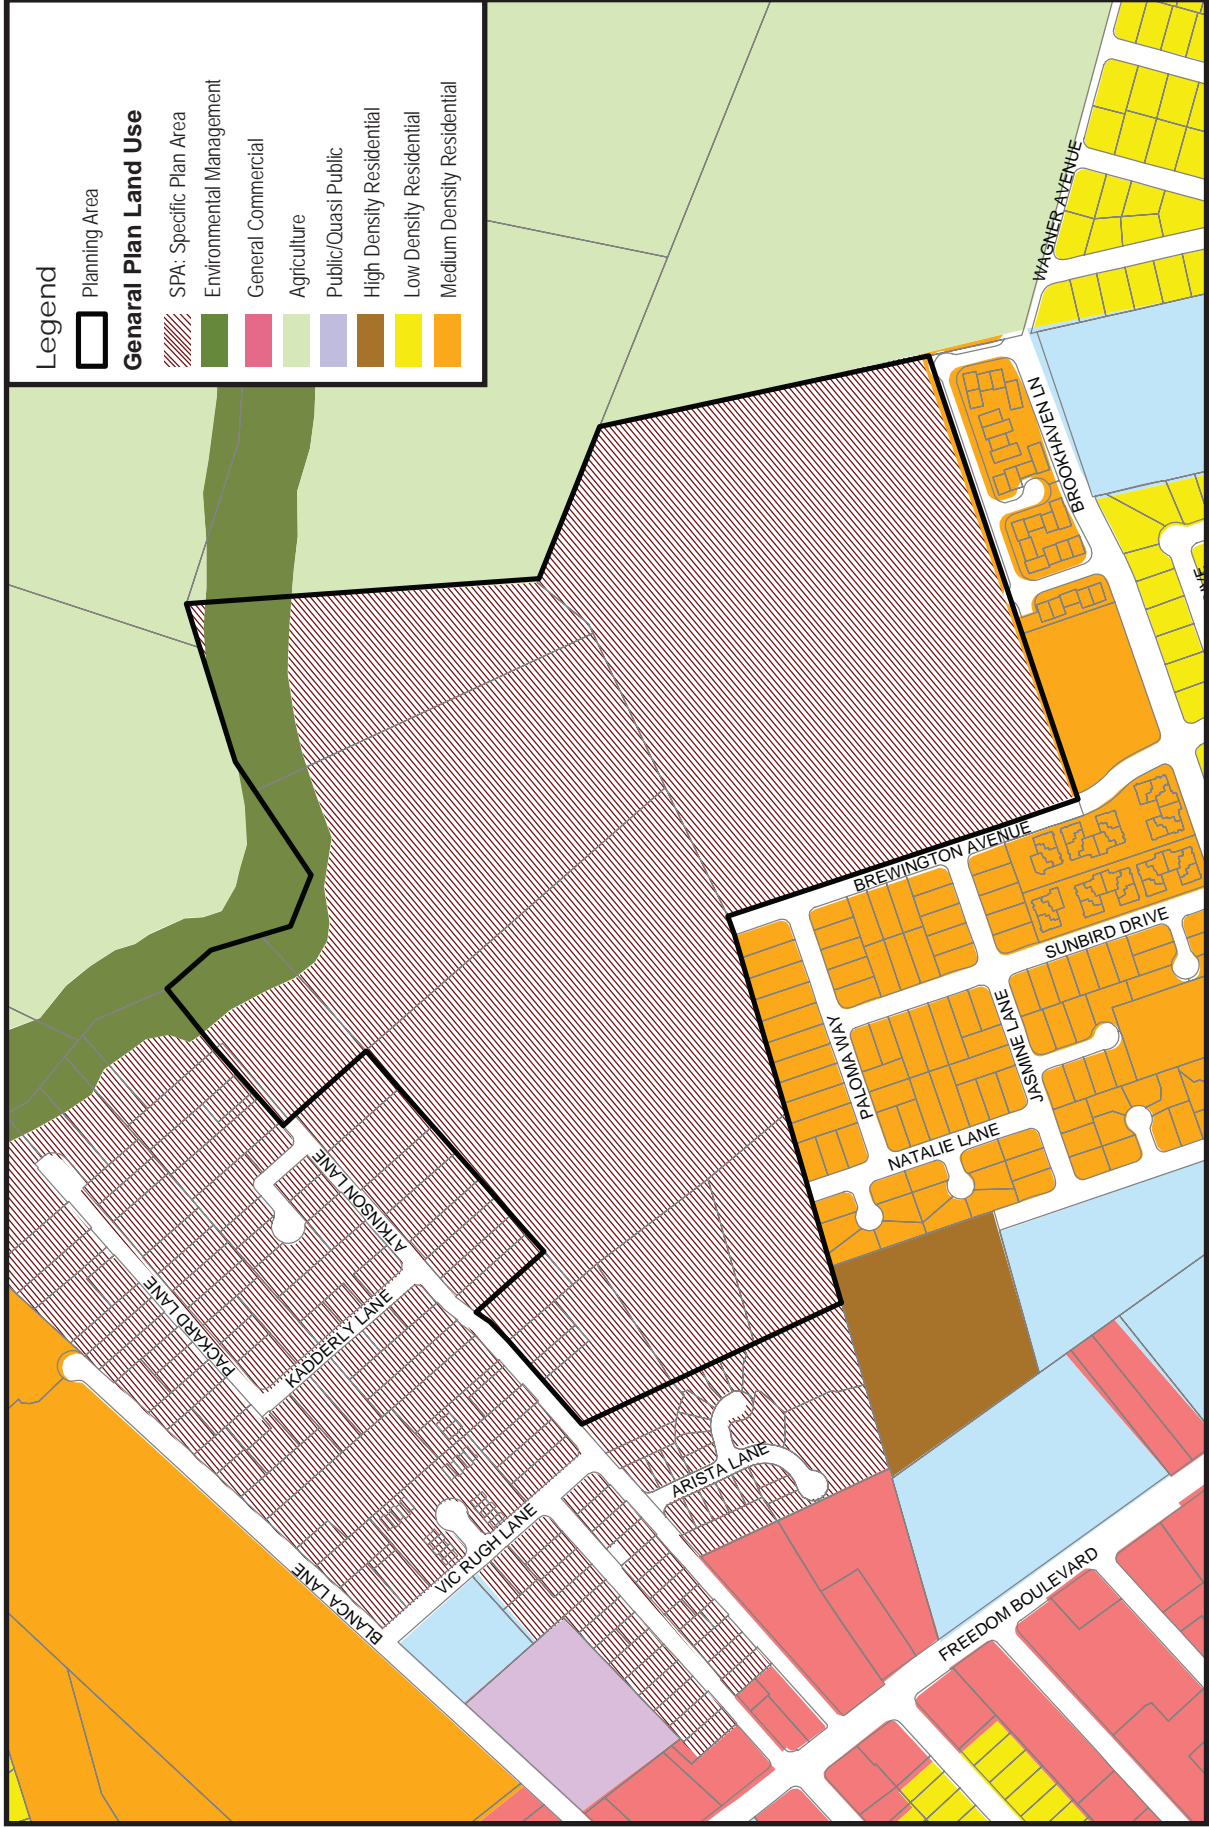 Legend
Planning Area
Genaral Plan Land Use
SPA: Specific Plan Area
Environmental Management
General Commercial
Agriculture
Public/Quasi Public
High Density Residential
Low Density Residential
Medium Density Residential
WAGNER AVENUE
BROOKHAVEN LN
BREWINGTON AVENUE
SUNBIRD DRIVE
PALOMA WAY
JASMINE LANE
NATALIE LANE
ATKINSON LANE
PACKARD LANE
KADDERLY LANE
ARISTA LANE
VIC RUGH LANE
BLANCA LANE
FREEDOM BOULEVARD